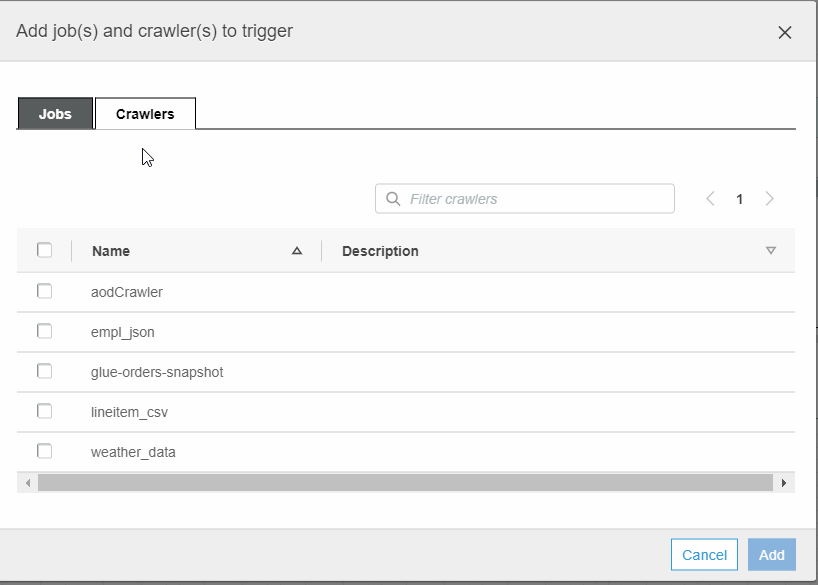 Add job(s) and crawler(s) to trigger
Jobs Crawlers
Filter crawlers 1
Name Description
aodCrawler
empl_json
glue-orders-snapshot
lineitem_csv
weather_data
Cancel Add